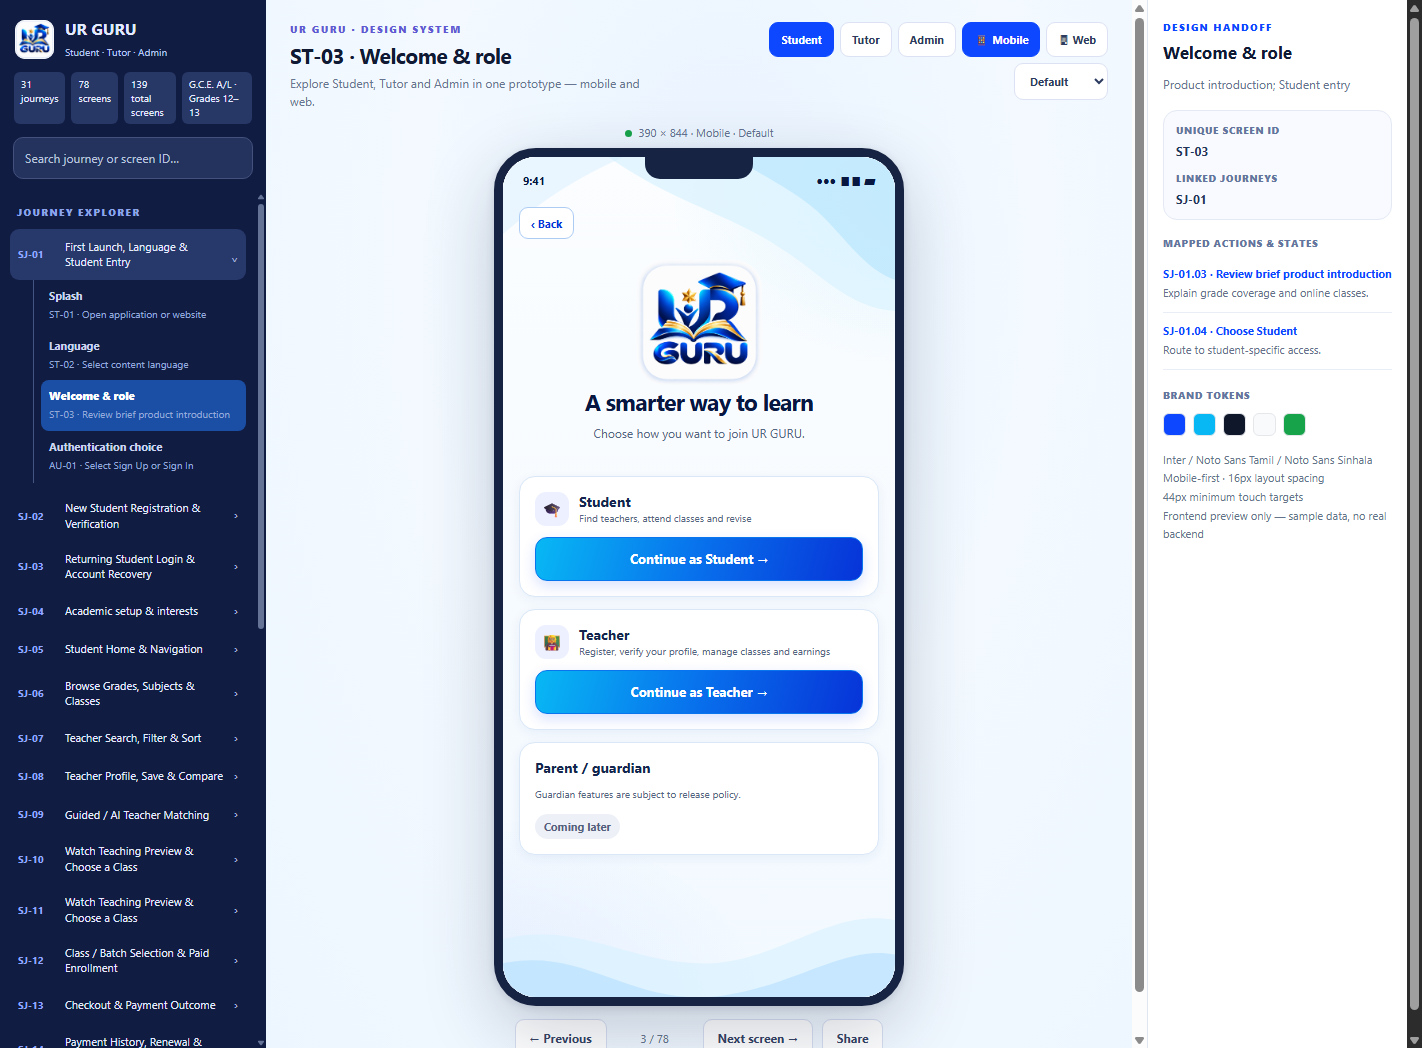 UR GURU
Student · Tutor · Admin
31 journeys
78 screens
139 total screens
G.C.E. A/L · Grades 12–13
Search journey or screen ID...
JOURNEY EXPLORER
SJ-01
First Launch, Language &
Student Entry
Splash
ST-01 · Open application or website
Language
ST-02 · Select content language
Welcome & role
ST-03 · Review brief product introduction
Authentication choice
AU-01 · Select Sign Up or Sign In
SJ-02
New Student Registration &
Verification
SJ-03
Returning Student Login &
Account Recovery
SJ-04
Academic setup & interests
SJ-05
Student Home & Navigation
SJ-06
Browse Grades, Subjects &
Classes
SJ-07
Teacher Search, Filter & Sort
SJ-08
Teacher Profile, Save & Compare
SJ-09
Guided / AI Teacher Matching
SJ-10
Watch Teaching Preview &
Choose a Class
SJ-11
Watch Teaching Preview &
Choose a Class
SJ-12
Class / Batch Selection & Paid
Enrollment
SJ-13
Checkout & Payment Outcome
Payment History, Renewal &
UR GURU · DESIGN SYSTEM
ST-03 · Welcome & role
Explore Student, Tutor and Admin in one prototype — mobile and
web.
Student
Tutor
Admin
Mobile
Web
Default
390 × 844 · Mobile · Default
9:41
‹ Back
UR
GURU
A smarter way to learn
Choose how you want to join UR GURU.
Student
Find teachers, attend classes and revise
Continue as Student →
Teacher
Register, verify your profile, manage classes and earnings
Continue as Teacher →
Parent / guardian
Guardian features are subject to release policy.
Coming later
← Previous
3 / 78
Next screen →
Share
DESIGN HANDOFF
Welcome & role
Product introduction; Student entry
UNIQUE SCREEN ID
ST-03
LINKED JOURNEYS
SJ-01
MAPPED ACTIONS & STATES
SJ-01.03 · Review brief product introduction
Explain grade coverage and online classes.
SJ-01.04 · Choose Student
Route to student-specific access.
BRAND TOKENS
Inter / Noto Sans Tamil / Noto Sans Sinhala
Mobile-first · 16px layout spacing
44px minimum touch targets
Frontend preview only — sample data, no real
backend